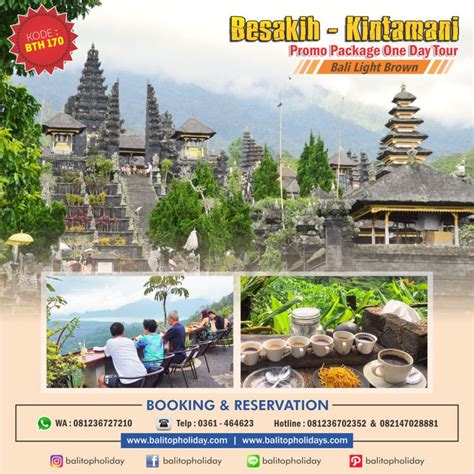 KODE :
BTH 170
Besakih - Kintamani
Promo Package One Day Tour
Bali Light Brown
BOOKING & RESERVATION
WA : 081236727210
Telp : 0361 - 464623
Hotline : 081236702352 & 082147028881
www.balitopholiday.com | www.balitopholidays.com
balitopholiday
balitopholiday
balitopholidays
balitopholiday